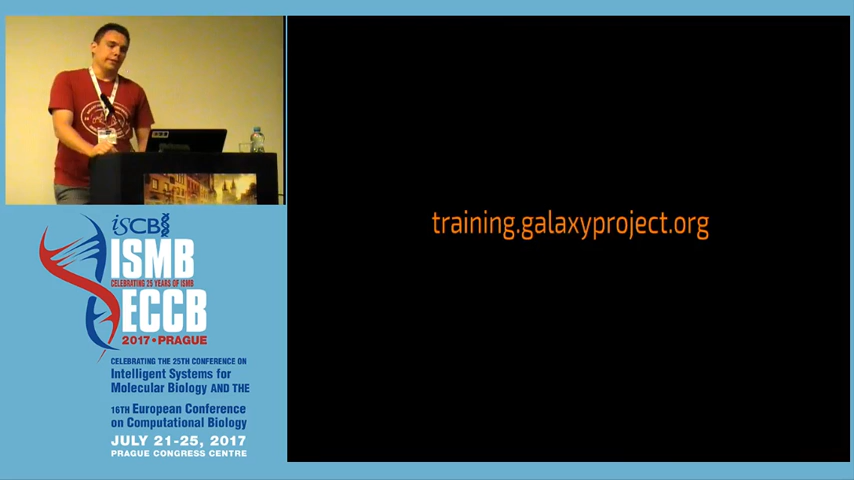 training.galaxyproject.org
iSCB
ISMB
CELEBRATING 25 YEARS OF ISMB
ECCB
2017 • PRAGUE
CELEBRATING THE 25TH CONFERENCE ON
Intelligent Systems for
Molecular Biology AND THE
16TH European Conference
on Computational Biology
JULY 21-25, 2017
PRAGUE CONGRESS CENTRE